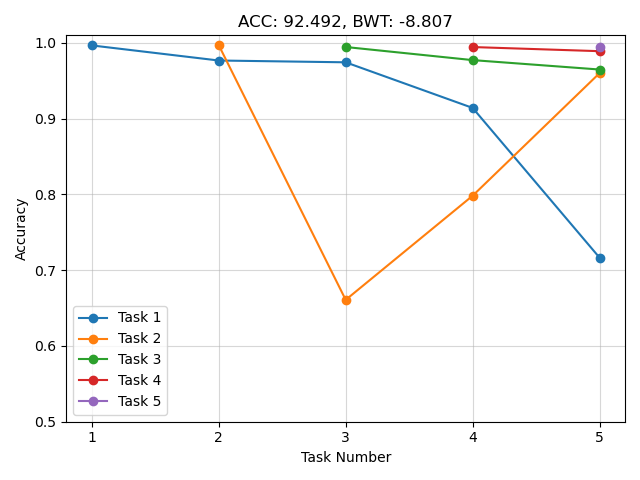 ACC: 92.492, BWT: -8.807
1.0
0.9
0.8
0.7
0.6
0.5
Accuracy
Task 1
Task 2
Task 3
Task 4
Task 5
1 2 3 4 5
Task Number